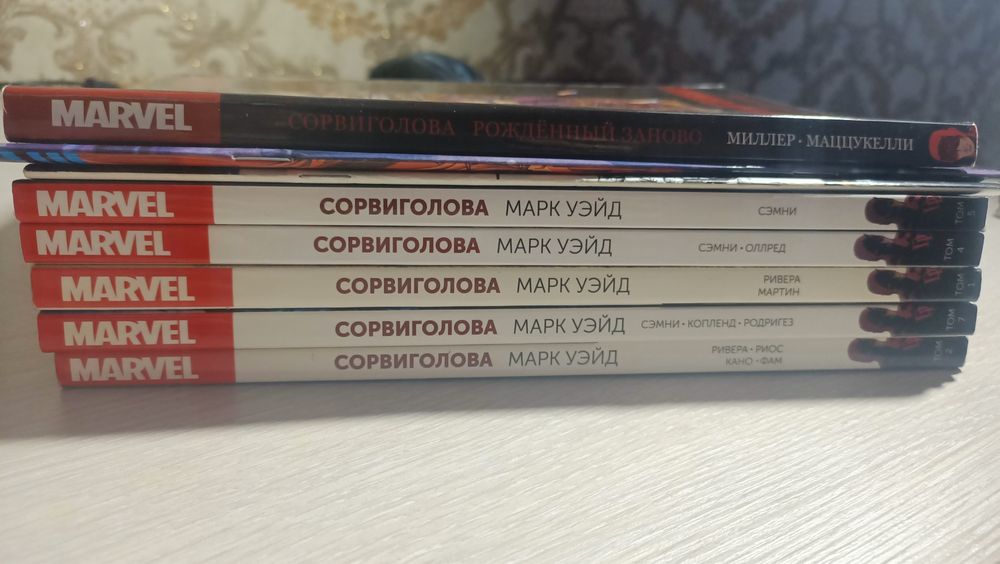 MARVEL СОРВИГОЛОВА РОЖДЁННЫЙ ЗАНОВО МИЛЛЕР · МАЦЦУКЕЛЛИ
MARVEL СОРВИГОЛОВА МАРК УЭЙД СЭМНИ ТОМ 5
MARVEL СОРВИГОЛОВА МАРК УЭЙД СЭМНИ · ОЛЛРЕД ТОМ 4
MARVEL СОРВИГОЛОВА МАРК УЭЙД РИВЕРА
МАРТИН ТОМ 1
MARVEL СОРВИГОЛОВА МАРК УЭЙД СЭМНИ · КОПЛЕНД · РОДРИГЕЗ ТОМ 7
MARVEL СОРВИГОЛОВА МАРК УЭЙД РИВЕРА · РИОС
КАНО · ФАМ ТОМ 2